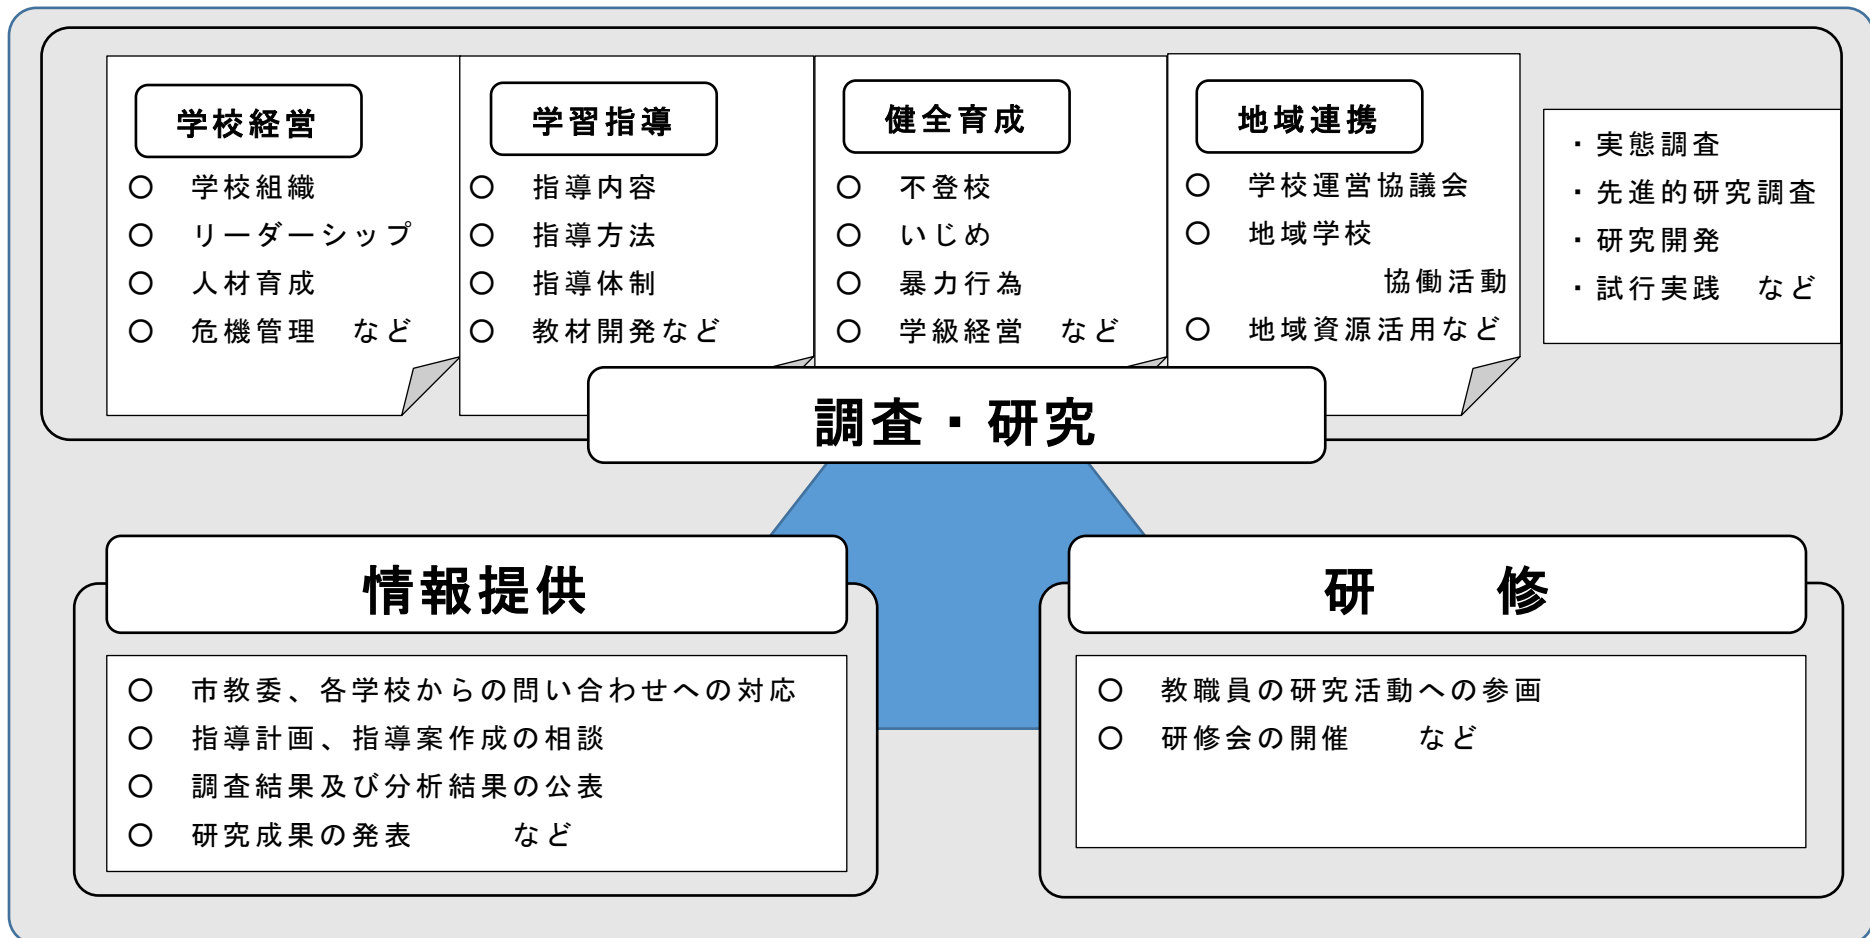 学校経営
〇 学校組織
〇 リーダーシップ
〇 人材育成
〇 危機管理 など
学習指導
〇 指導内容
〇 指導方法
〇 指導体制
〇 教材開発など
健全育成
〇 不登校
〇 いじめ
〇 暴力行為
〇 学級経営 など
地域連携
〇 学校運営協議会
〇 地域学校
協働活動
〇 地域資源活用など
・実態調査
・先進的研究調査
・研究開発
・試行実践 など
調査・研究
情報提供
〇 市教委、各学校からの問い合わせへの対応
〇 指導計画、指導案作成の相談
〇 調査結果及び分析結果の公表
〇 研究成果の発表 など
研 修
〇 教職員の研究活動への参画
〇 研修会の開催 など